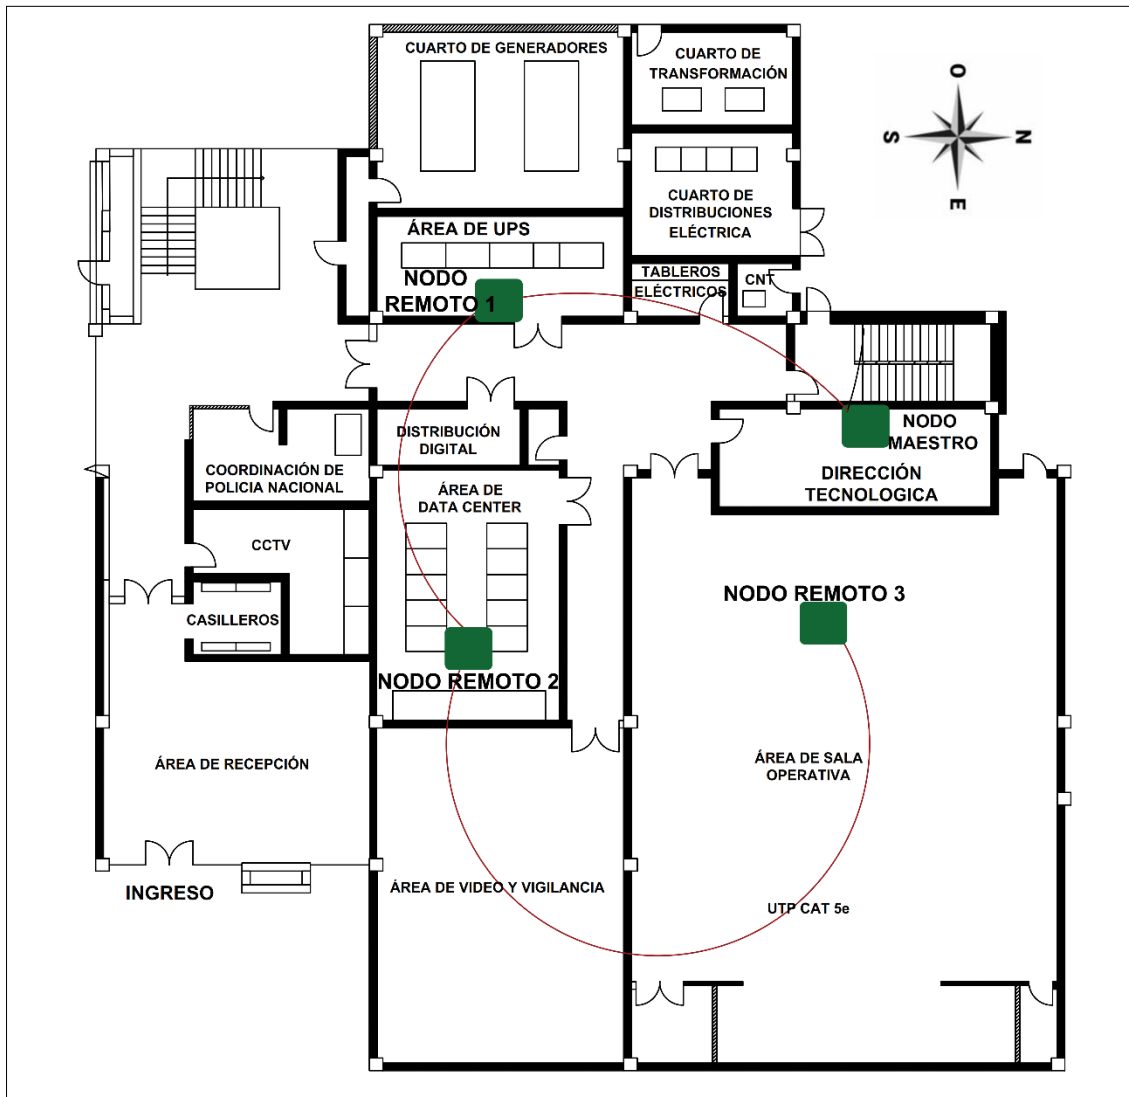 CUARTO DE GENERADORES
CUARTO DE
TRANSFORMACIÓN
O
S
N
E
CUARTO DE
DISTRIBUCIONES
ELÉCTRICA
ÁREA DE UPS
TABLEROS
ELÉCTRICOS
CNT
NODO
REMOTO 1
NODO
MAESTRO
DISTRIBUCIÓN
DIGITAL
COORDINACIÓN DE
POLICIA NACIONAL
DIRECCIÓN
TECNOLOGICA
ÁREA DE
DATA CENTER
CCTV
CASILLEROS
NODO REMOTO 3
NODO REMOTO 2
ÁREA DE RECEPCIÓN
ÁREA DE SALA
OPERATIVA
INGRESO
ÁREA DE VIDEO Y VIGILANCIA
UTP CAT 5e